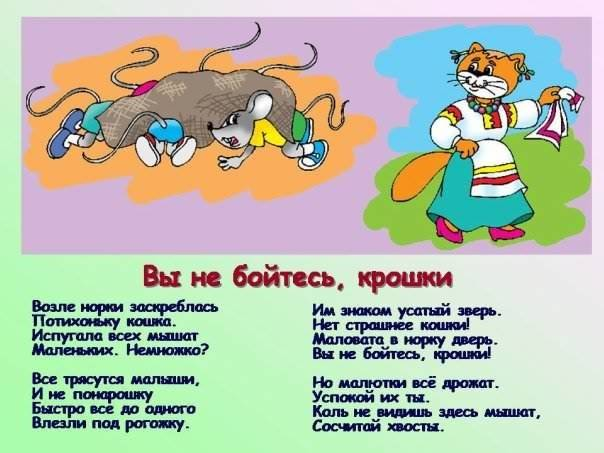 Вы не бойтесь, крошки
Возле норки заскреблась
Потихоньку кошка.
Испугала всех мышат
Маленьких. Немножко?
Все трясутся малыши,
И не понарошку
Быстро все до одного
Влезли под рогожку.
Им знаком усатый зверь.
Нет страшнее кошки!
Маловата в норку дверь.
Вы не бойтесь, крошки!
Но малютки всё дрожат.
Успокой их ты.
Коль не видишь здесь мышат,
Сосчитай хвосты.